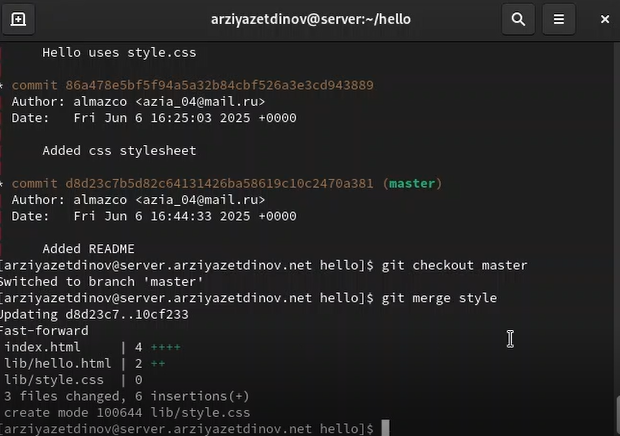 arziyazetdinov@server:~/hello
Hello uses style.css
* commit 86a478e5bf5f94a5a32b84cbf526a3e3cd943889
Author: almazco <azia_04@mail.ru>
Date:   Fri Jun 6 16:25:03 2025 +0000
Added css stylesheet
* commit d8d23c7b5d82c64131426ba58619c10c2470a381 (master)
Author: almazco <azia_04@mail.ru>
Date:   Fri Jun 6 16:44:33 2025 +0000
Added README
[arziyazetdinov@server.arziyazetdinov.net hello]$ git checkout master
Switched to branch 'master'
[arziyazetdinov@server.arziyazetdinov.net hello]$ git merge style
Updating d8d23c7..10cf233
Fast-forward
index.html     | 4 ++++
lib/hello.html | 2 ++
lib/style.css  | 0
3 files changed, 6 insertions(+)
create mode 100644 lib/style.css
[arziyazetdinov@server.arziyazetdinov.net hello]$